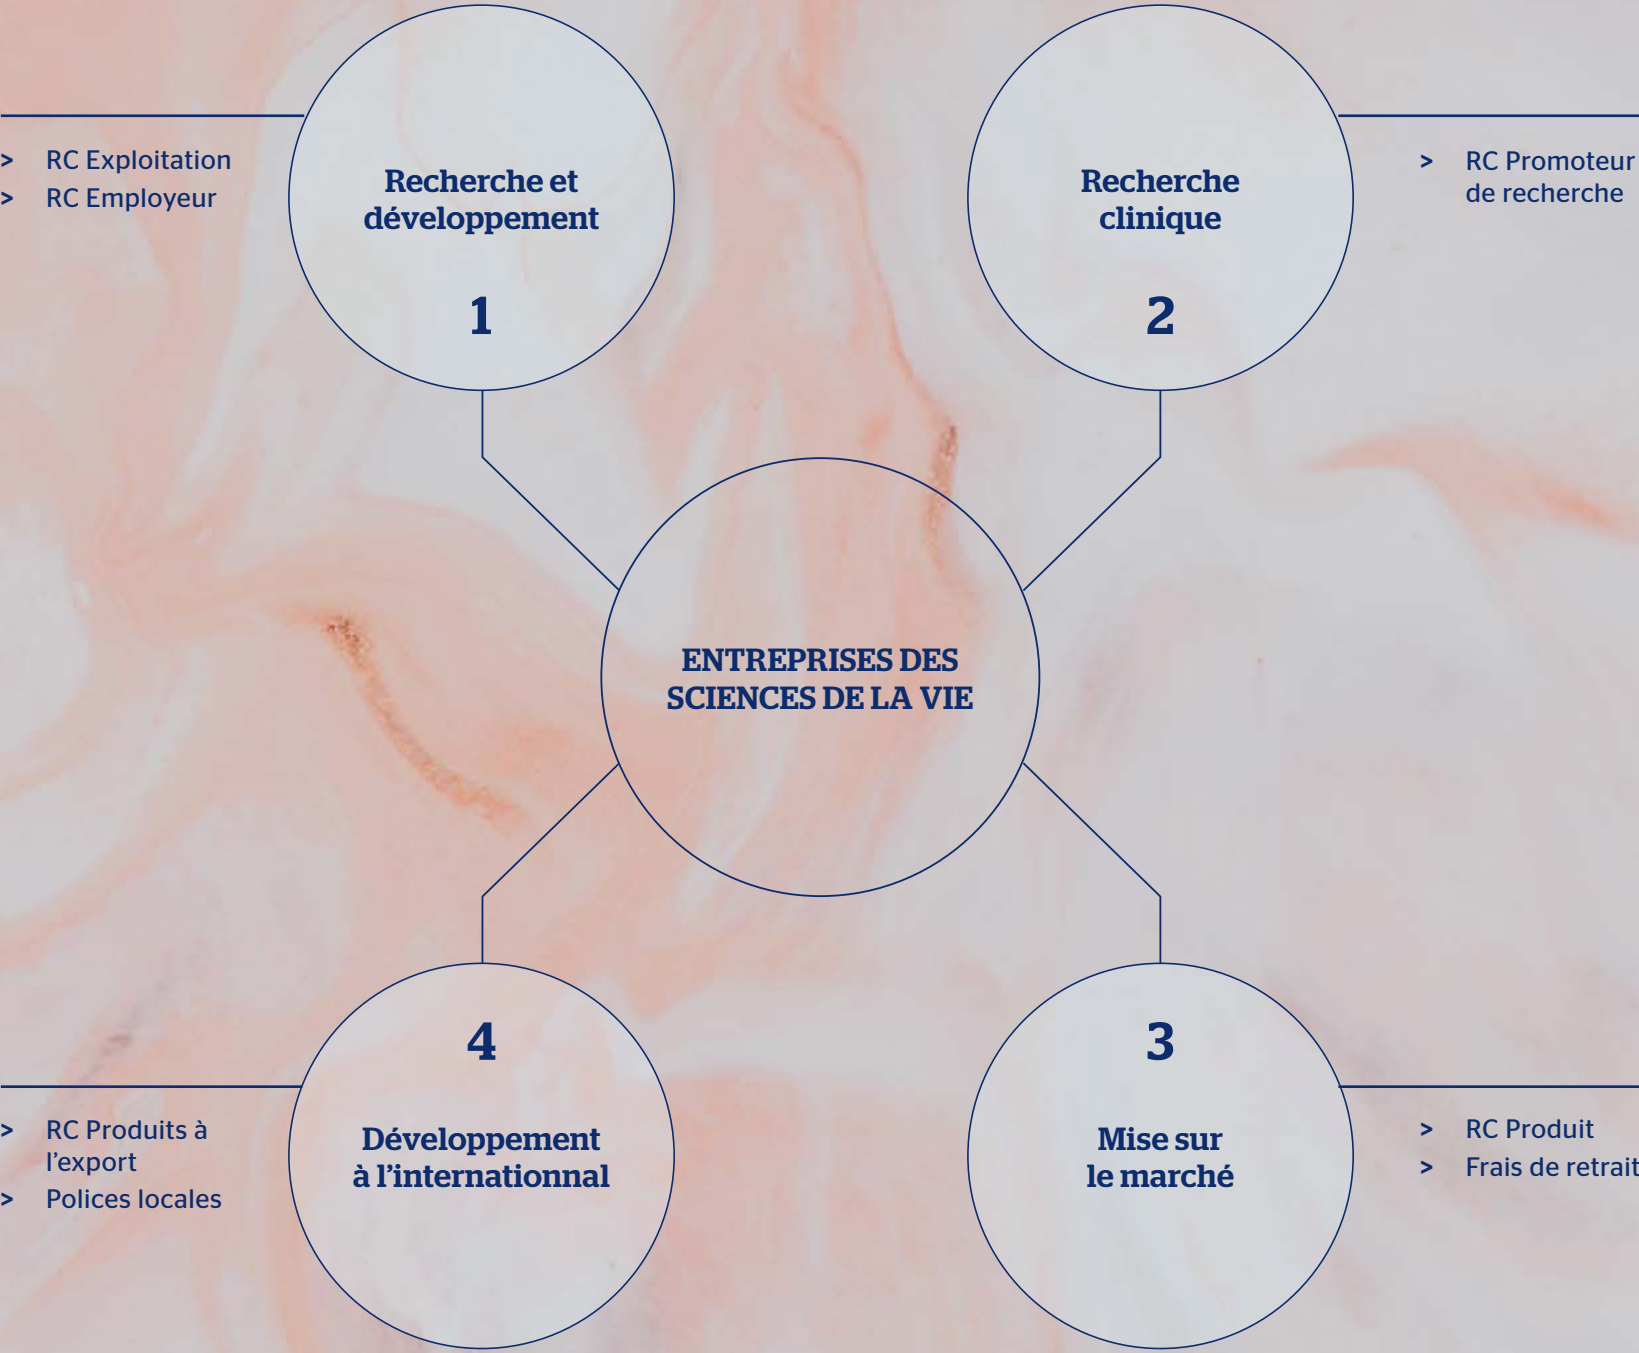 > RC Exploitation
> RC Employeur
Recherche et
développement
1
Recherche
clinique
2
> RC Promoteur
de recherche
ENTREPRISES DES
SCIENCES DE LA VIE
4
Développement
à l'internationnal
> RC Produits à
l'export
> Polices locales
3
Mise sur
le marché
> RC Produit
> Frais de retrait